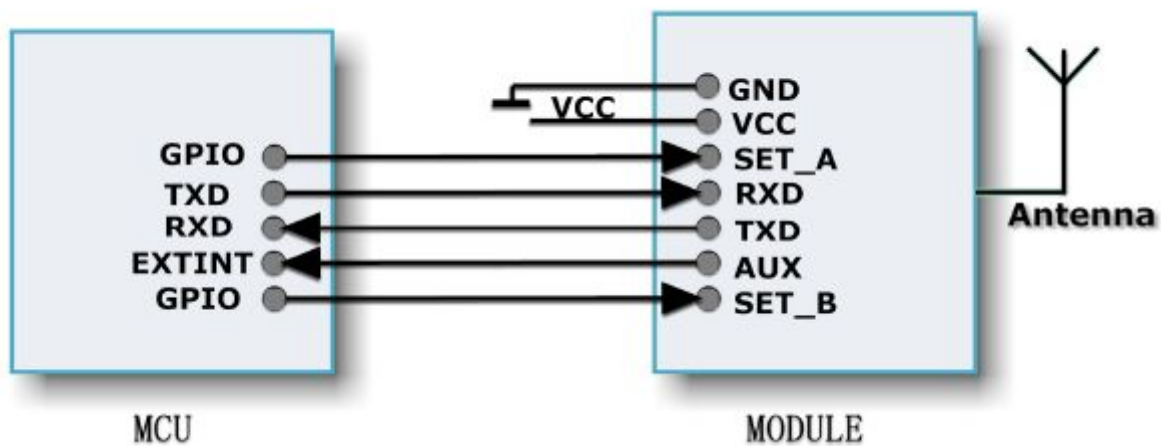 GND
VCC
VCC
GPIO
SET_A
TXD
RXD
RXD
TXD
EXTINT
AUX
GPIO
SET_B
Antenna
MCU
MODULE